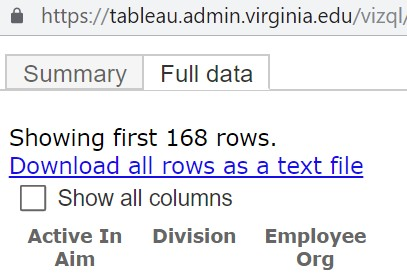 https://tableau.admin.virginia.edu/vizql/
Summary
Full data
Showing first 168 rows.
Download all rows as a text file
Show all columns
Active In Aim
Division
Employee Org